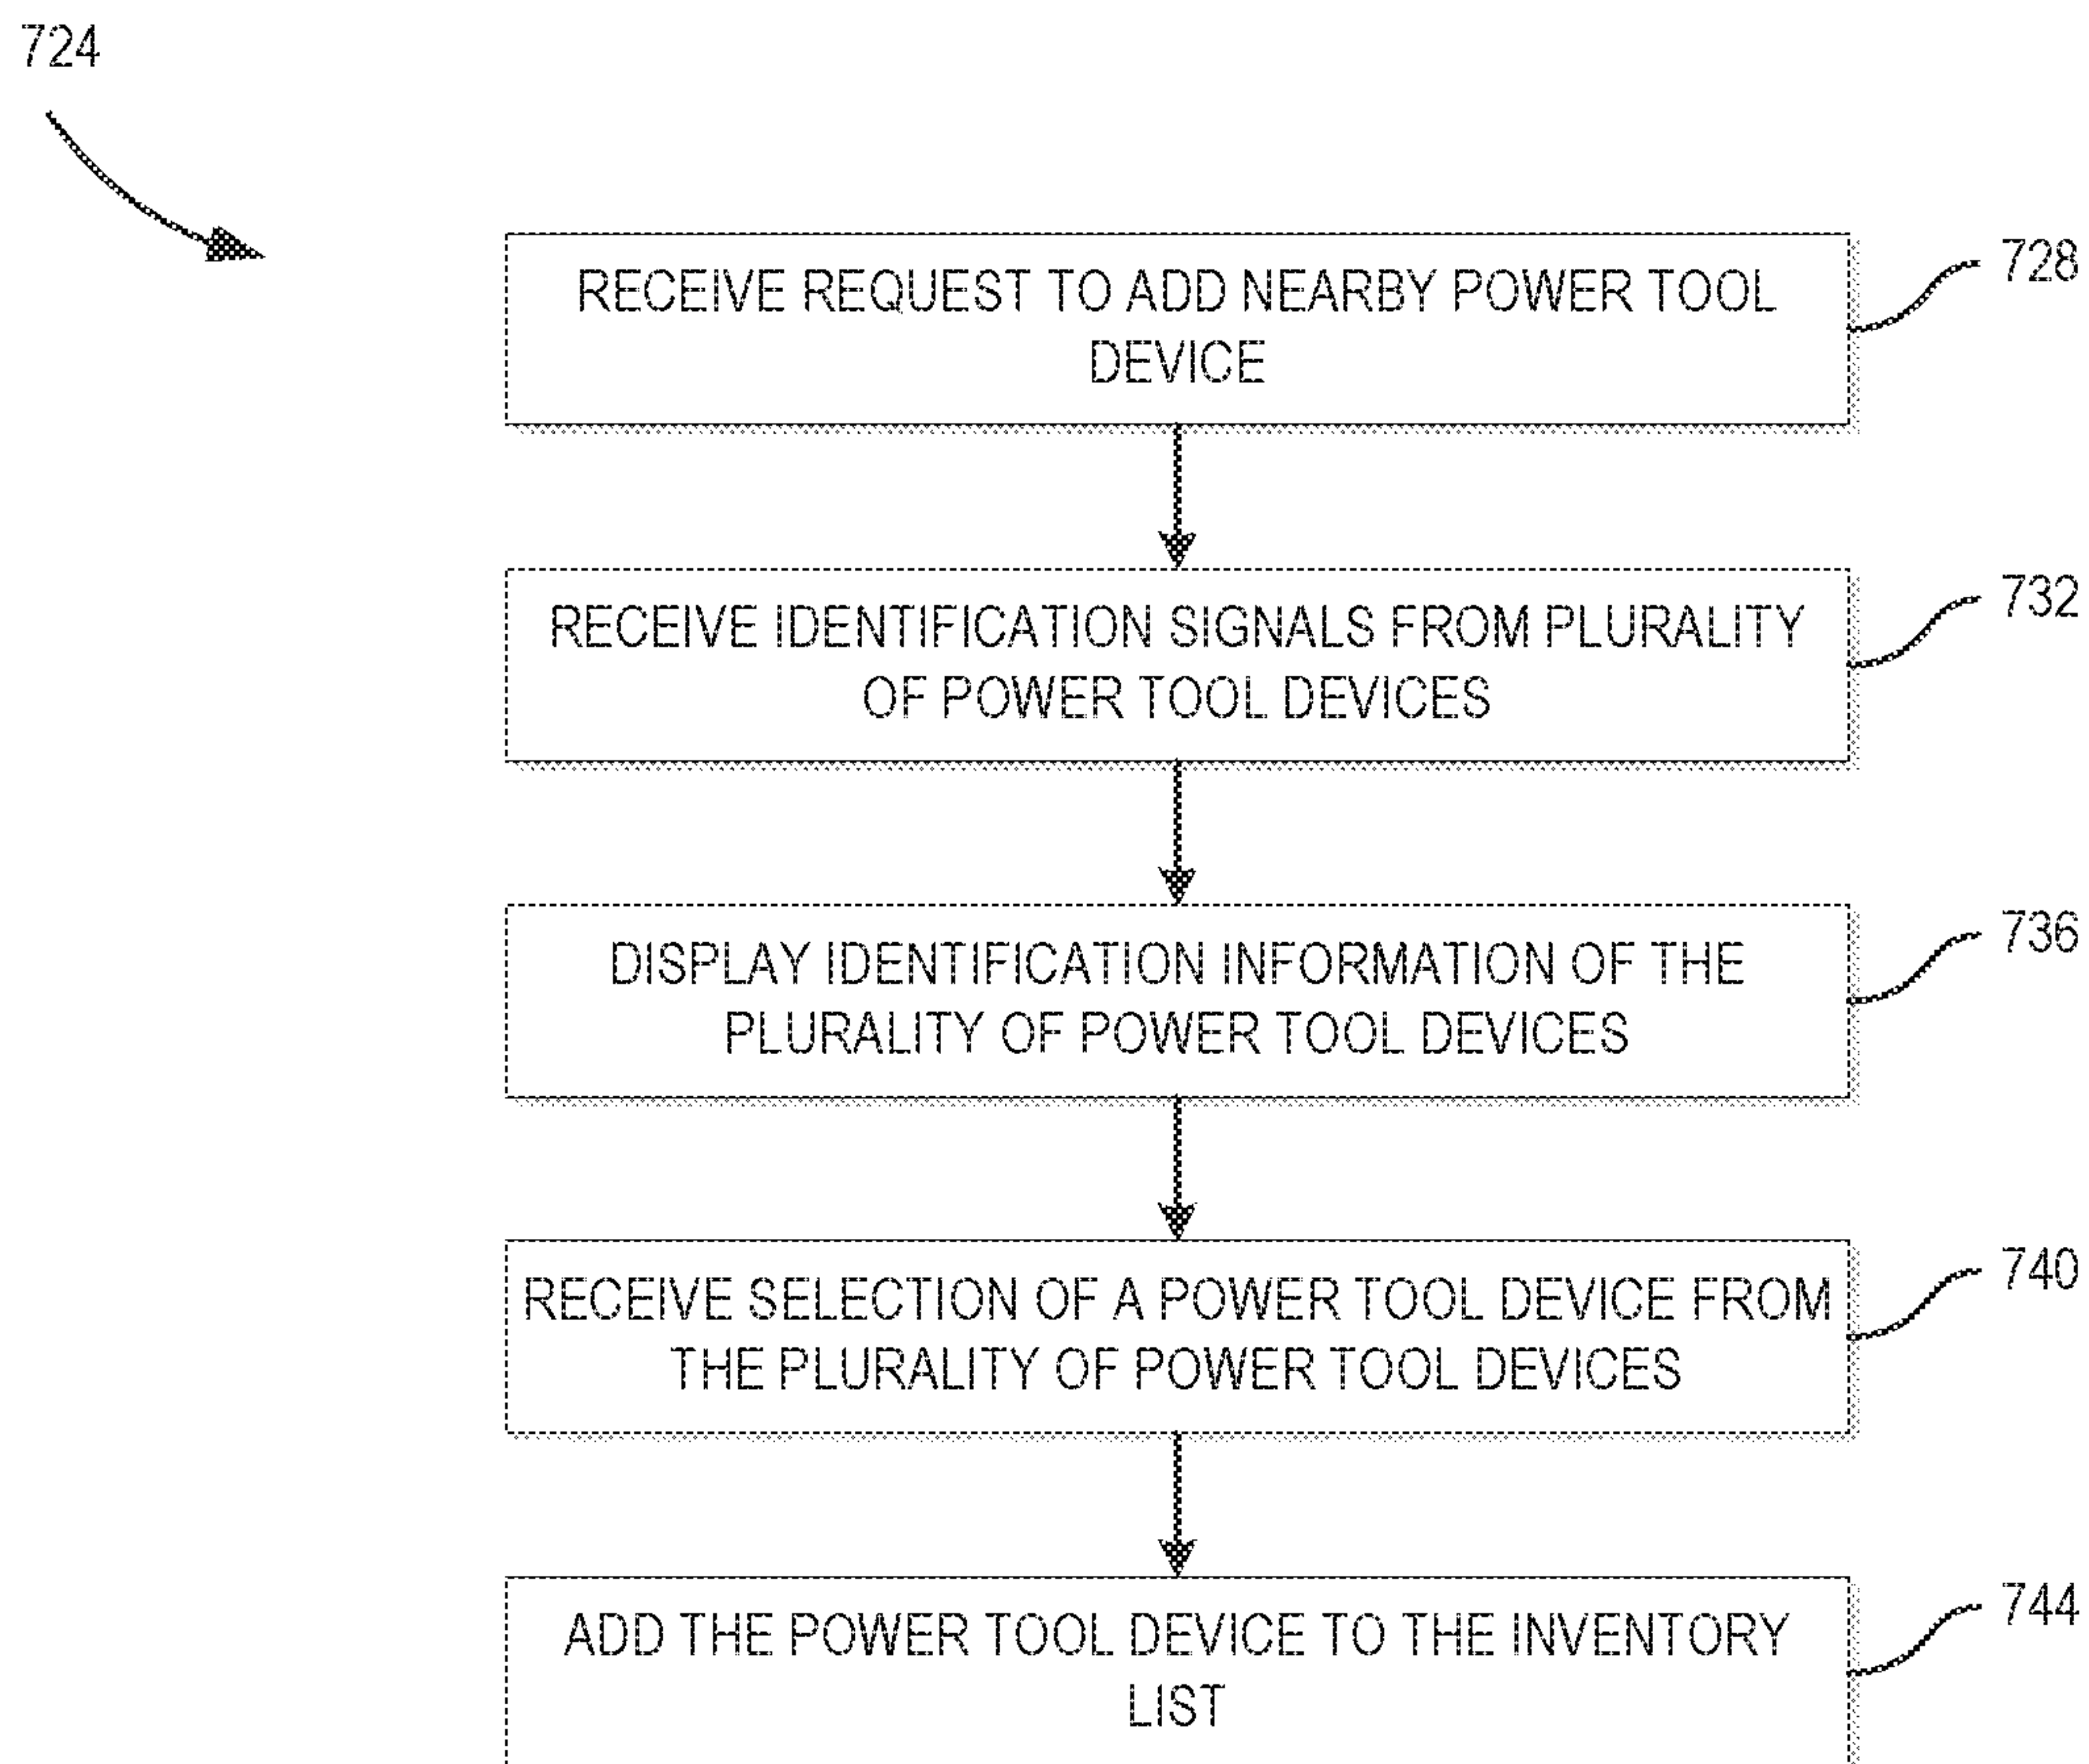 724
RECEIVE REQUEST TO ADD NEARBY POWER TOOL
DEVICE
728
RECEIVE IDENTIFICATION SIGNALS FROM PLURALITY
OF POWER TOOL DEVICES
732
DISPLAY IDENTIFICATION INFORMATION OF THE
PLURALITY OF POWER TOOL DEVICES
736
RECEIVE SELECTION OF A POWER TOOL DEVICE FROM
THE PLURALITY OF POWER TOOL DEVICES
740
ADD THE POWER TOOL DEVICE TO THE INVENTORY
LIST
744